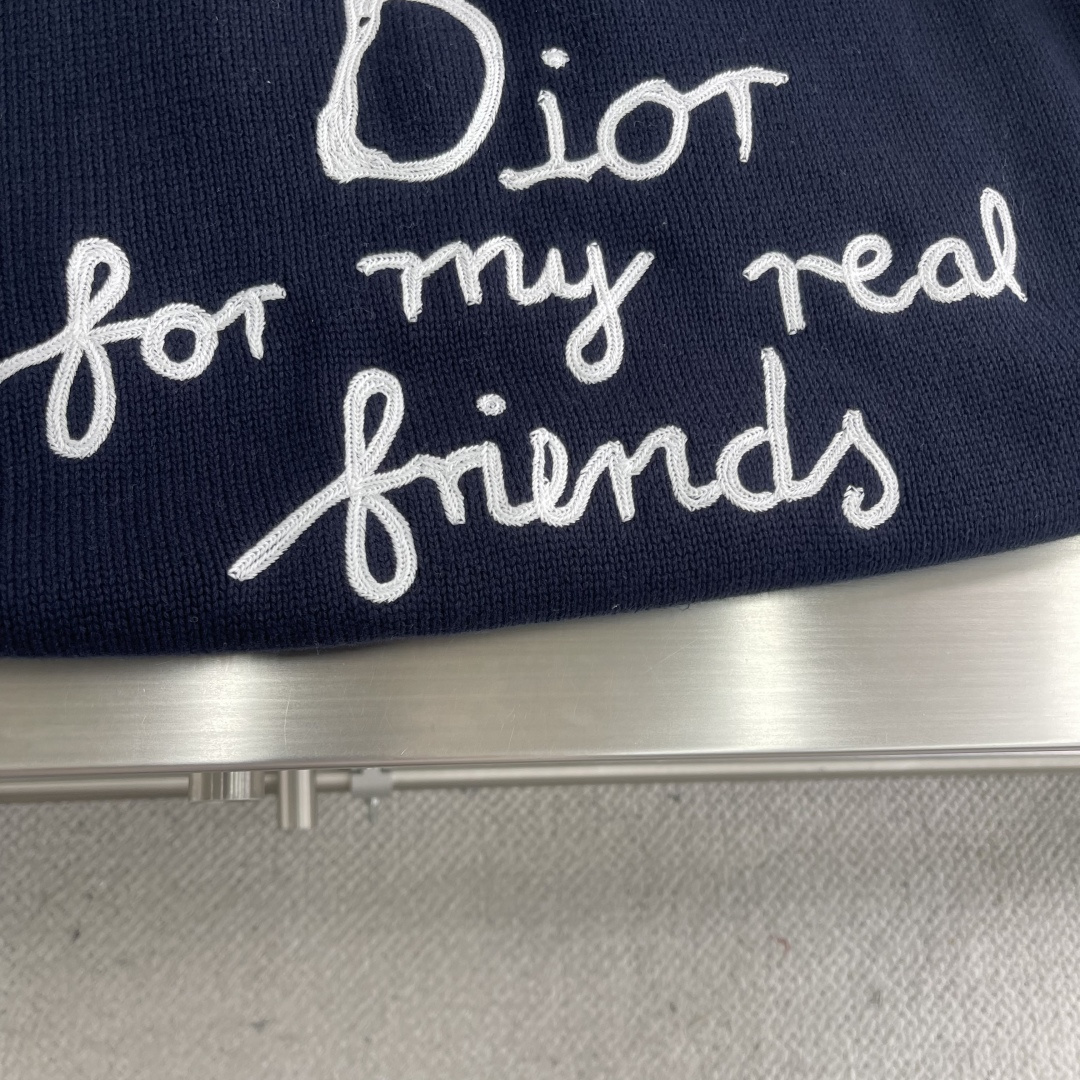 Dior
for my real
friends